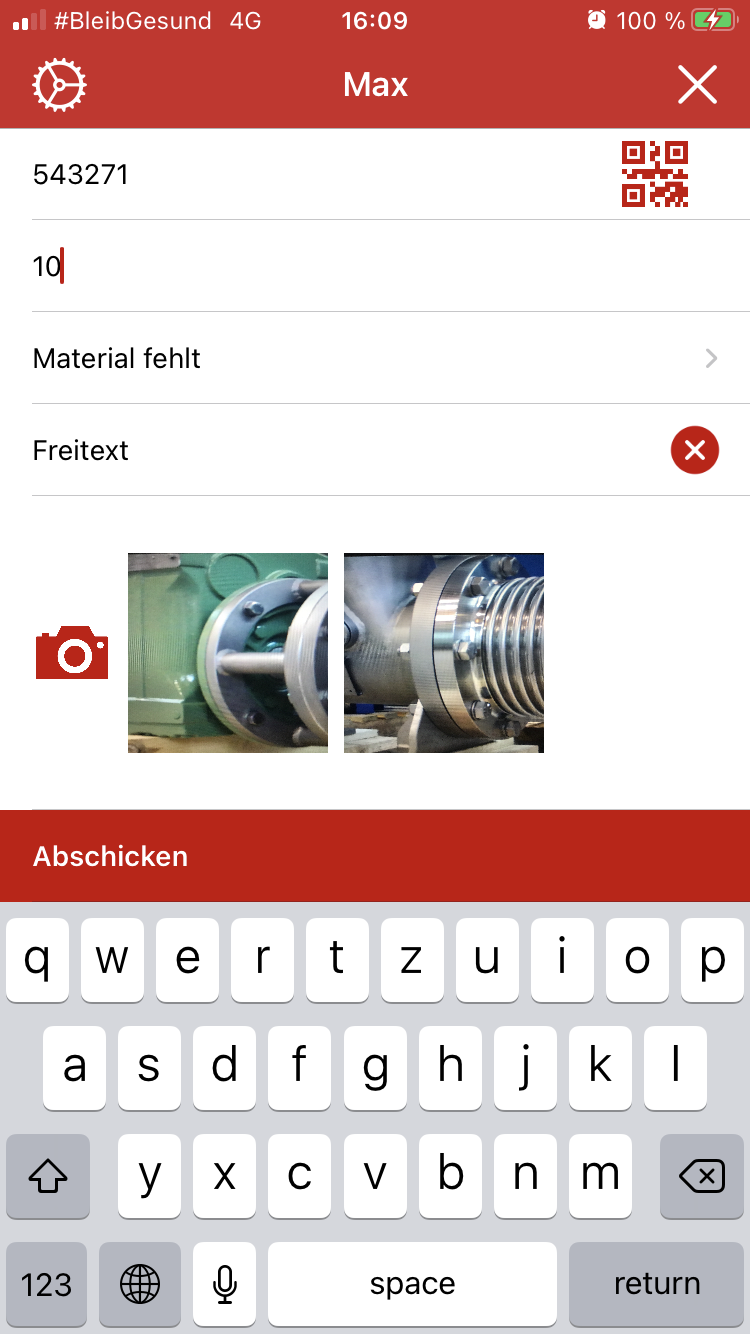 #BleibGesund 4G 16:09 100 %
Max
543271
10
Material fehlt
Freitext
Abschicken
q w e r t z u i o p
a s d f g h j k l
y x c v b n m
123 space return